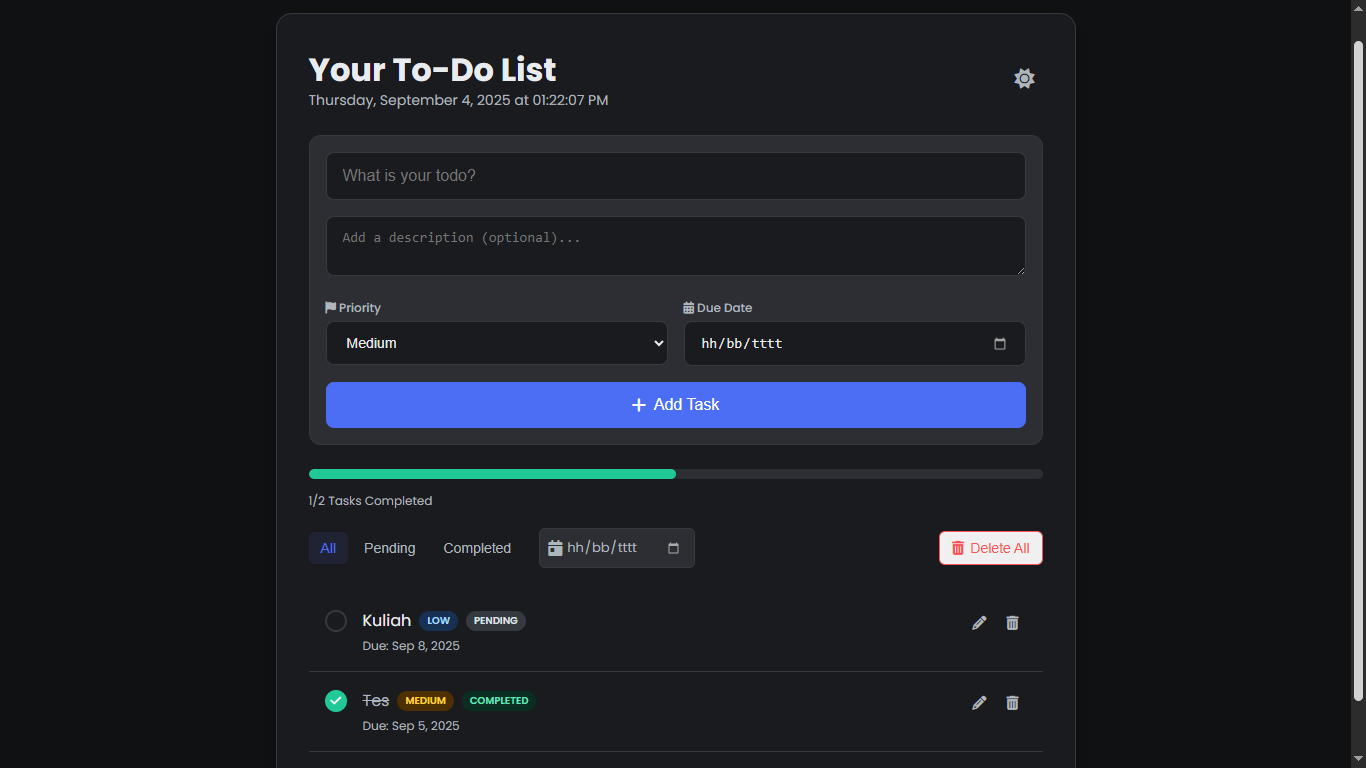 Your To-Do List
Thursday, September 4, 2025 at 01:22:07 PM
What is your todo?
Add a description (optional)...
Priority Due Date
Medium hh/bb/tttt
Add Task
1/2 Tasks Completed
All Pending Completed hh/bb/tttt Delete All
Kuliah LOW PENDING
Due: Sep 8, 2025
Tes MEDIUM COMPLETED
Due: Sep 5, 2025